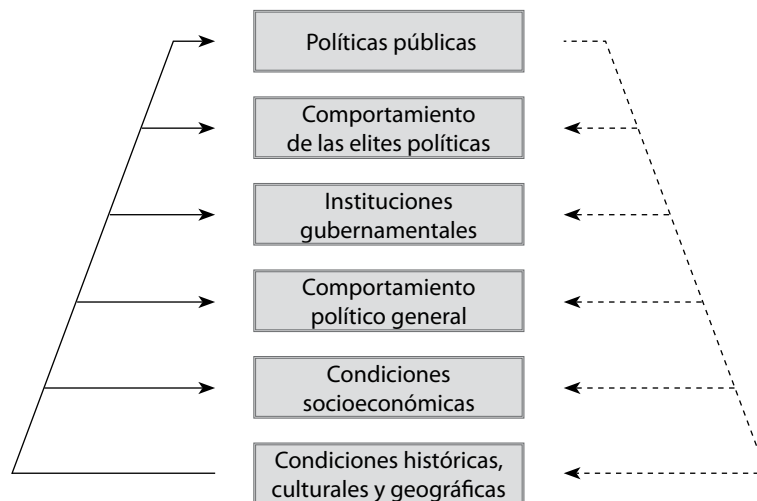 Políticas públicas
Comportamiento
de las elites políticas
Instituciones
gubernamentales
Comportamiento
político general
Condiciones
socioeconómicas
Condiciones históricas,
culturales y geográficas